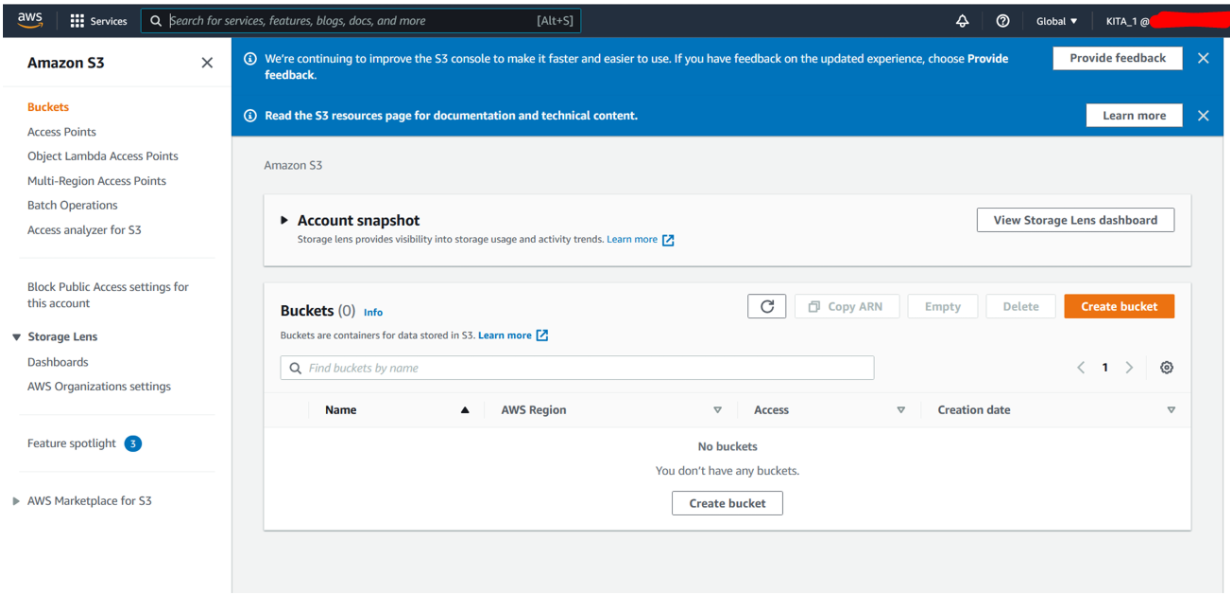 aws
Services
Search for services, features, blogs, docs, and more
[Alt+S]
Global ▼
KITA_1 @
Amazon S3
Buckets
Access Points
Object Lambda Access Points
Multi-Region Access Points
Batch Operations
Access analyzer for S3
Block Public Access settings for
this account
Storage Lens
Dashboards
AWS Organizations settings
Feature spotlight 3
AWS Marketplace for S3
We're continuing to improve the S3 console to make it faster and easier to use. If you have feedback on the updated experience, choose Provide
feedback.
Provide feedback
Read the S3 resources page for documentation and technical content.
Learn more
Amazon S3
Account snapshot
Storage lens provides visibility into storage usage and activity trends. Learn more
View Storage Lens dashboard
Buckets (0) Info
Buckets are containers for data stored in S3. Learn more
Copy ARN
Empty
Delete
Create bucket
Find buckets by name
1
Name
AWS Region
Access
Creation date
No buckets
You don't have any buckets.
Create bucket